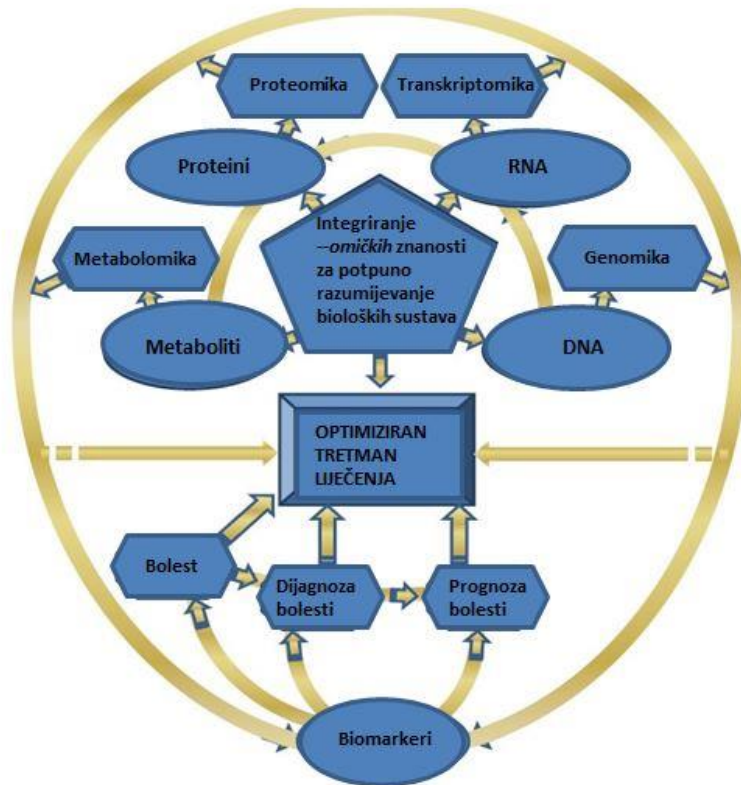 Proteomika
Transkriptomika
Proteini
RNA
Integriranje
--omičkih znanosti
za potpuno
razumijevanje
bioloških sustava
Metabolomika
Genomika
Metaboliti
DNA
OPTIMIZIRAN
TRETMAN
LIJEČENJA
Bolest
Dijagnoza
bolesti
Prognoza
bolesti
Biomarkeri